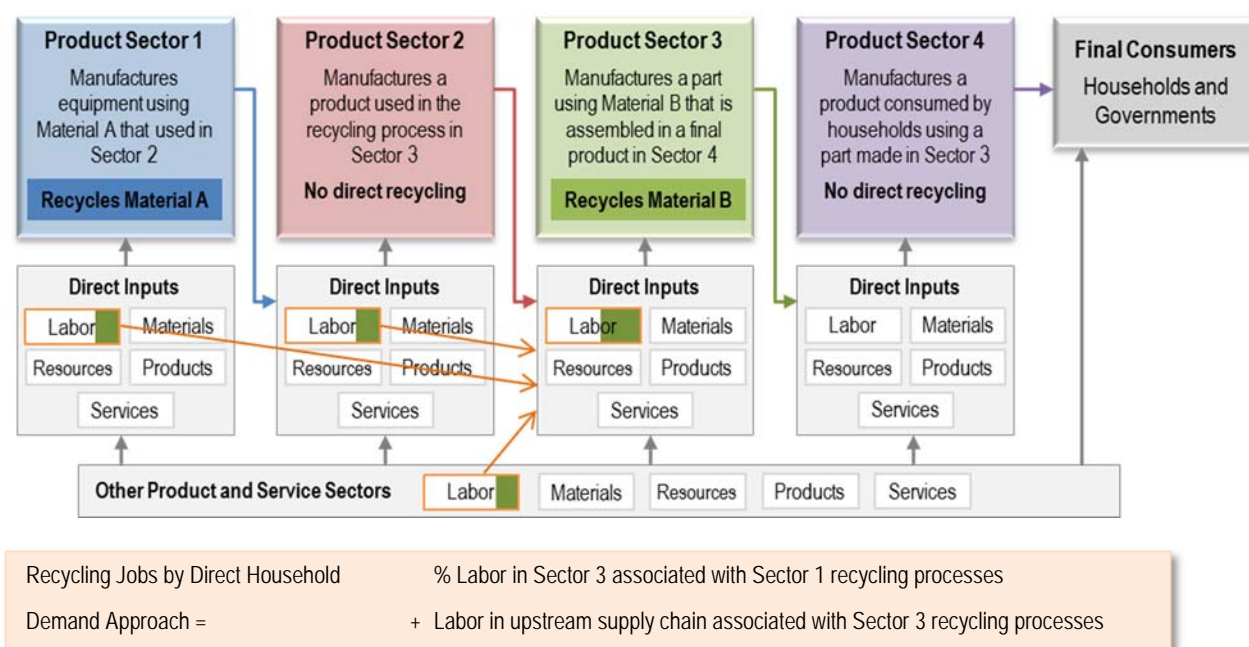 Product Sector 1
Manufactures
equipment using
Material A that used in
Sector 2
Recycles Material A
Product Sector 2
Manufactures a
product used in the
recycling process in
Sector 3
No direct recycling
Product Sector 3
Manufactures a part
using Material B that is
assembled in a final
product in Sector 4
Recycles Material B
Product Sector 4
Manufactures a
product consumed by
households using a
part made in Sector 3
No direct recycling
Final Consumers
Households and
Governments
Direct Inputs
Labor Materials
Resources Products
Services
Direct Inputs
Labor Materials
Resources Products
Services
Direct Inputs
Labor Materials
Resources Products
Services
Direct Inputs
Labor Materials
Resources Products
Services
Other Product and Service Sectors Labor Materials Resources Products Services
Recycling Jobs by Direct Household % Labor in Sector 3 associated with Sector 1 recycling processes
Demand Approach = + Labor in upstream supply chain associated with Sector 3 recycling processes